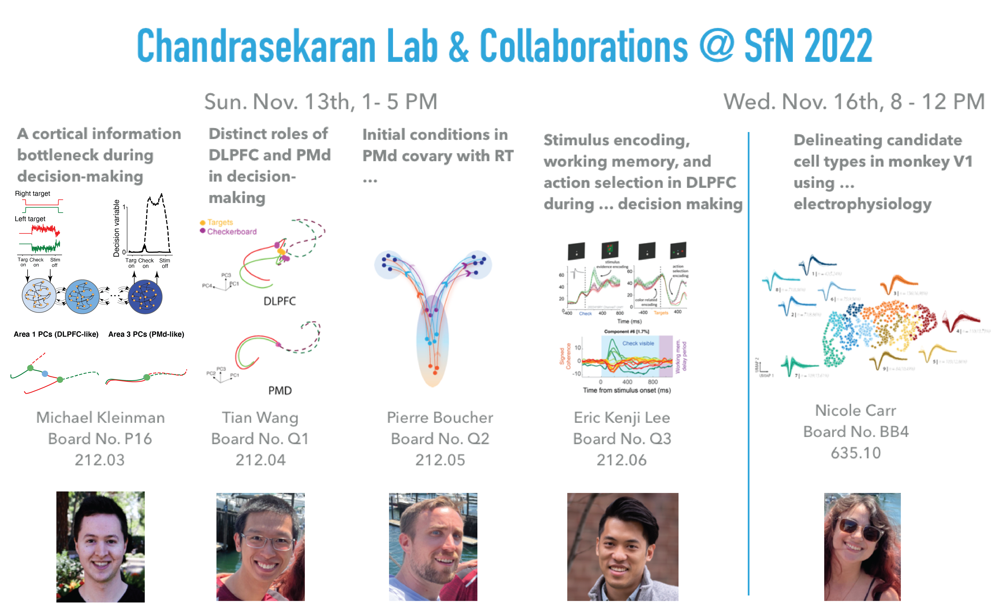 Chandrasekaran Lab & Collaborations @ SfN 2022
Sun. Nov. 13th, 1- 5 PM
Wed. Nov. 16th, 8 - 12 PM
A cortical information
bottleneck during
decision-making
Right target
Left target
Targ Check Stim
on on off
Decision variable
1
0
Targ Check Stim
on on off
Area 1 PCs (DLPFC-like)
Area 3 PCs (PMd-like)
Michael Kleinman
Board No. P16
212.03
Distinct roles of
DLPFC and PMd
in decision-
making
Targets
Checkerboard
PC3
PC4
PC1
DLPFC
PC3
PC2
PC1
PMD
Tian Wang
Board No. Q1
212.04
Initial conditions in
PMd covary with RT
...
Pierre Boucher
Board No. Q2
212.05
Stimulus encoding,
working memory, and
action selection in DLPFC
during ... decision making
stimulus
evidence encoding
action
selection
encoding
color related
encoding
60
40
20
0
-400 Check 400 800
60
40
20
0
-400 Targets 400
Time (ms)
Component #6 [1.7%]
Signed
Coherence
10
0
-10
Check visible
Working mem.
delay period
0 400 800
Time from stimulus onset (ms)
Eric Kenji Lee
Board No. Q3
212.06
Delineating candidate
cell types in monkey V1
using ...
electrophysiology
1 |
8 |
3 |
6 |
2 |
4 |
5 |
9 |
7 |
UMAP 2
UMAP 1
Nicole Carr
Board No. BB4
635.10